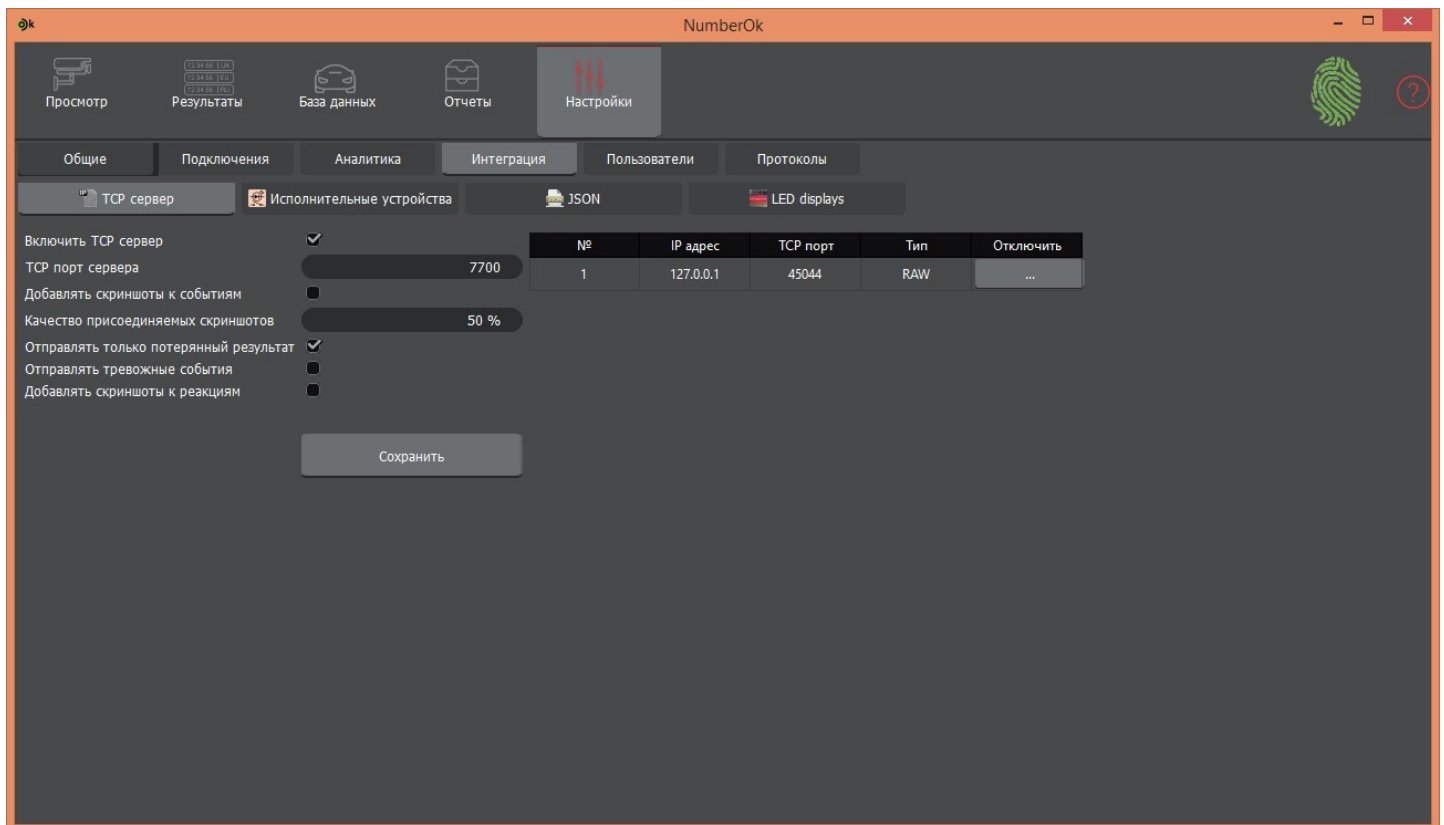 Ok
NumberOk
Просмотр
Результаты
База данных
Отчеты
Настройки
?
Общие
Подключения
Аналитика
Интеграция
Пользователи
Протоколы
TCP сервер
Исполнительные устройства
JSON
LED displays
Включить TCP сервер
TCP порт сервера 7700
Добавлять скриншоты к событиям
Качество присоединяемых скриншотов 50 %
Отправлять только потерянный результат
Отправлять тревожные события
Добавлять скриншоты к реакциям
Сохранить
№ IP адрес TCP порт Тип Отключить
1 127.0.0.1 45044 RAW ...